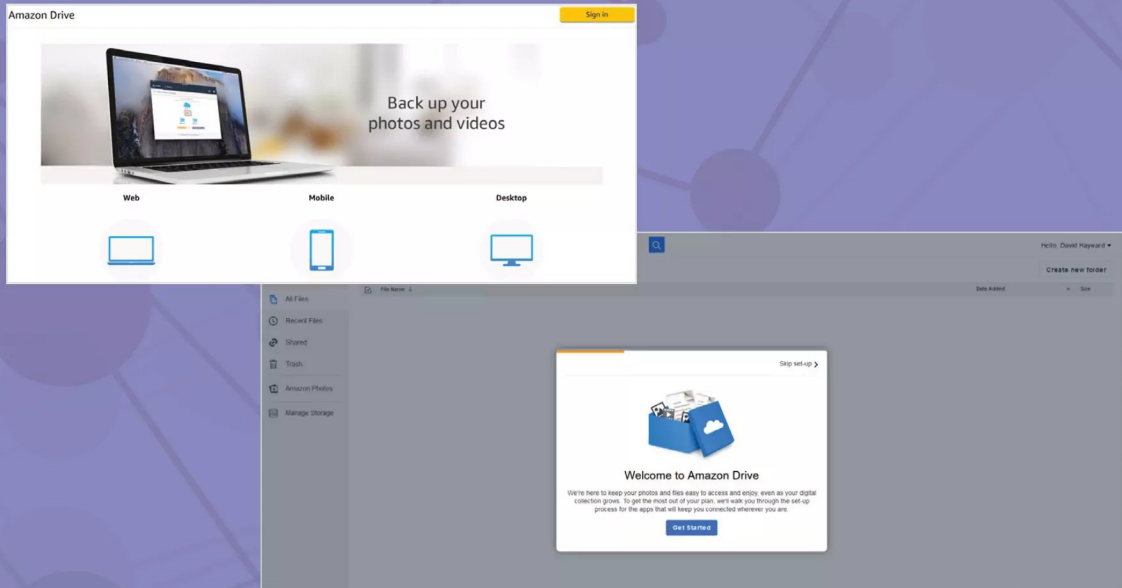 Amazon Drive
Sign in
Back up your
photos and videos
Web
Mobile
Desktop
Hello, David Hayward
Create new folder
File Name
Date Added
Size
All Files
Recent Files
Shared
Trash
Amazon Photos
Manage Storage
Skip set-up
Welcome to Amazon Drive
We're here to keep your photos and files easy to access and enjoy, even as your digital
collection grows. To get the most out of your plan, we'll walk you through the set-up
process for the apps that will keep you connected wherever you are.
Get Started